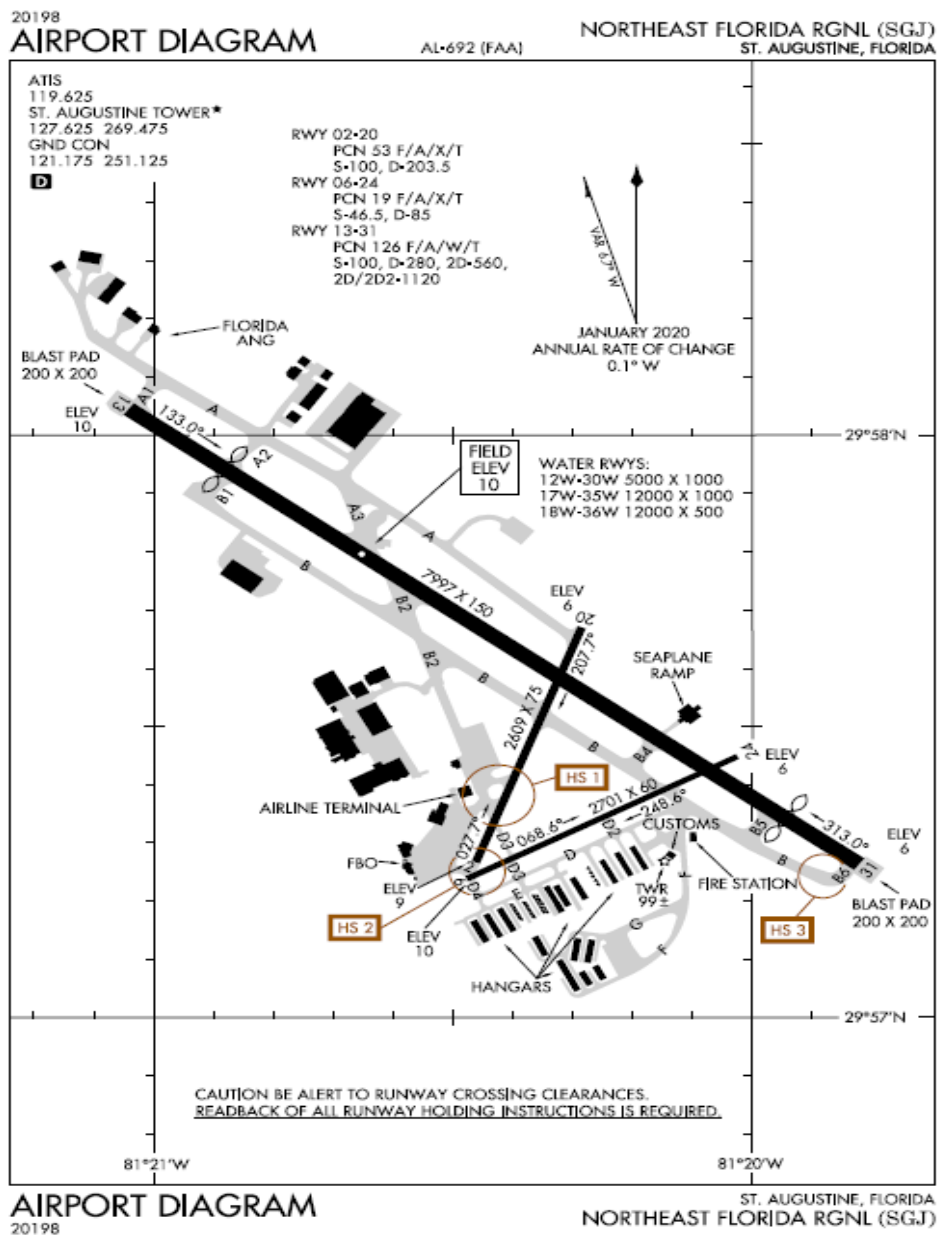 20198
AIRPORT DIAGRAM
AL-692 (FAA)
NORTHEAST FLORIDA RGNL (SGJ)
ST. AUGUSTINE, FLORIDA
ATIS
119.625
ST. AUGUSTINE TOWER★
127.625 269.475
GND CON
121.175 251.125
D
RWY 02-20
PCN 53 F/A/X/T
S-100, D-203.5
RWY 06-24
PCN 19 F/A/X/T
S-46.5, D-85
RWY 13-31
PCN 126 F/A/W/T
S-100, D-280, 2D-560,
2D/2D2-1120
VAR 6.7° W
JANUARY 2020
ANNUAL RATE OF CHANGE
0.1° W
FLORIDA
ANG
BLAST PAD
200 X 200
ELEV
10
13
A1
133.0°
A
A2
B1
29°58'N
FIELD
ELEV
10
WATER RWYS:
12W-30W 5000 X 1000
17W-35W 12000 X 1000
18W-36W 12000 X 500
A3
A
B
7997 X 150
B2
ELEV
6
20
207.7°
B2
B
SEAPLANE
RAMP
2609 X 75
B
B4
24
ELEV
6
HS 1
AIRLINE TERMINAL
2701 X 60
068.6°
248.6°
027.7°
D3
D2
CUSTOMS
B5
313.0°
ELEV
6
FBO
D3
D
B
B6
31
ELEV
9
2
6
D4
E
TWR
99±
F
FIRE STATION
BLAST PAD
200 X 200
HS 2
ELEV
10
G
F
HS 3
HANGARS
29°57'N
CAUTION BE ALERT TO RUNWAY CROSSING CLEARANCES.
READBACK OF ALL RUNWAY HOLDING INSTRUCTIONS IS REQUIRED.
81°21'W
81°20'W
AIRPORT DIAGRAM
20198
ST. AUGUSTINE, FLORIDA
NORTHEAST FLORIDA RGNL (SGJ)